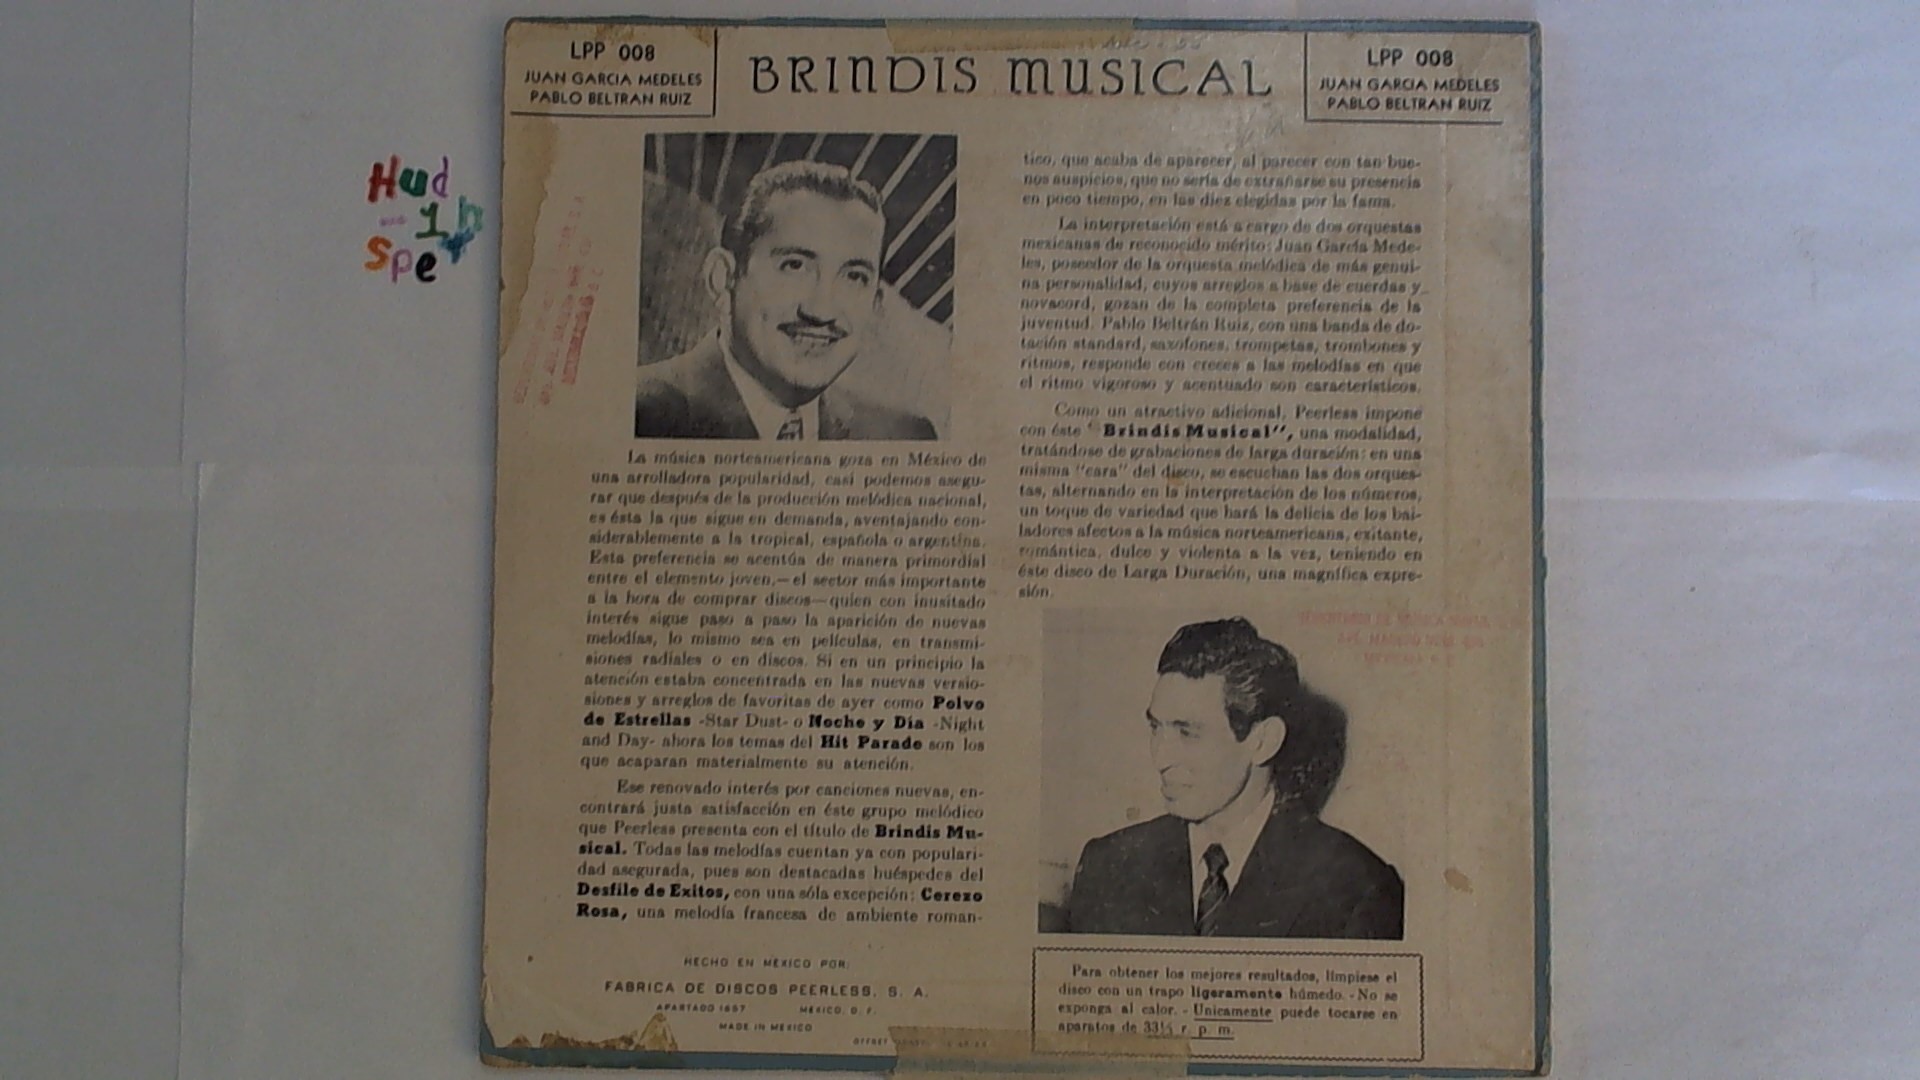 LPP 008
JUAN GARCIA MEDELES
PABLO BELTRAN RUIZ
BRINDIS MUSICAL
LPP 008
JUAN GARCIA MEDELES
PABLO BELTRAN RUIZ
Hud
-1h
Spe
La música norteamericana goza en México de
una arrolladora popularidad, casi podemos asegu-
rar que después de la producción melódica nacional,
es ésta la que sigue en demanda, aventajando con-
siderablemente a la tropical, española o argentina.
Esta preferencia se acentúa de manera primordial
entre el elemento joven,—el sector más importante
a la hora de comprar discos—quien con inusitado
interés sigue paso a paso la aparición de nuevas
melodías, lo mismo sea en películas, en transmi-
siones radiales o en discos. Si en un principio la
atención estaba concentrada en las nuevas versio-
siones y arreglos de favoritas de ayer como Polvo
de Estrellas -Star Dust- o Noche y Día -Night
and Day- ahora los temas del Hit Parade son los
que acaparan materialmente su atención.
Ese renovado interés por canciones nuevas, en-
contrará justa satisfacción en éste grupo melódico
que Peerless presenta con el título de Brindis Mu-
sical. Todas las melodías cuentan ya con populari-
dad asegurada, pues son destacadas huéspedes del
Desfile de Exitos, con una sóla excepción: Cerezo
Rosa, una melodía francesa de ambiente roman-
tico, que acaba de aparecer, al parecer con tan bue-
nos auspicios, que no sería de extrañarse su presencia
en poco tiempo, en las diez elegidas por la fama.
La interpretación está a cargo de dos orquestas
mexicanas de reconocido mérito: Juan García Mede-
les, poseedor de la orquesta melódica de más genui-
na personalidad, cuyos arreglos a base de cuerdas y
novacord, gozan de la completa preferencia de la
juventud. Pablo Beltrán Ruiz, con una banda de do-
tación standard, saxofones, trompetas, trombones y
ritmos, responde con creces a las melodías en que
el ritmo vigoroso y acentuado son característicos.
Como un atractivo adicional, Peerless impone
con éste "Brindis Musical", una modalidad,
tratándose de grabaciones de larga duración: en una
misma "cara" del disco, se escuchan las dos orques-
tas, alternando en la interpretación de los números,
un toque de variedad que hará la delicia de los bai-
ladores afectos a la música norteamericana, exitante,
romántica, dulce y violenta a la vez, teniendo en
éste disco de Larga Duración, una magnífica expre-
sión.
HECHO EN MEXICO POR:
FABRICA DE DISCOS PEERLESS, S. A.
APARTADO 1657 MEXICO, D. F.
MADE IN MEXICO
OFFSET
Para obtener los mejores resultados, límpiese el
disco con un trapo ligeramente húmedo. - No se
exponga al calor. - Unicamente puede tocarse en
aparatos de 33⅓ r. p. m.